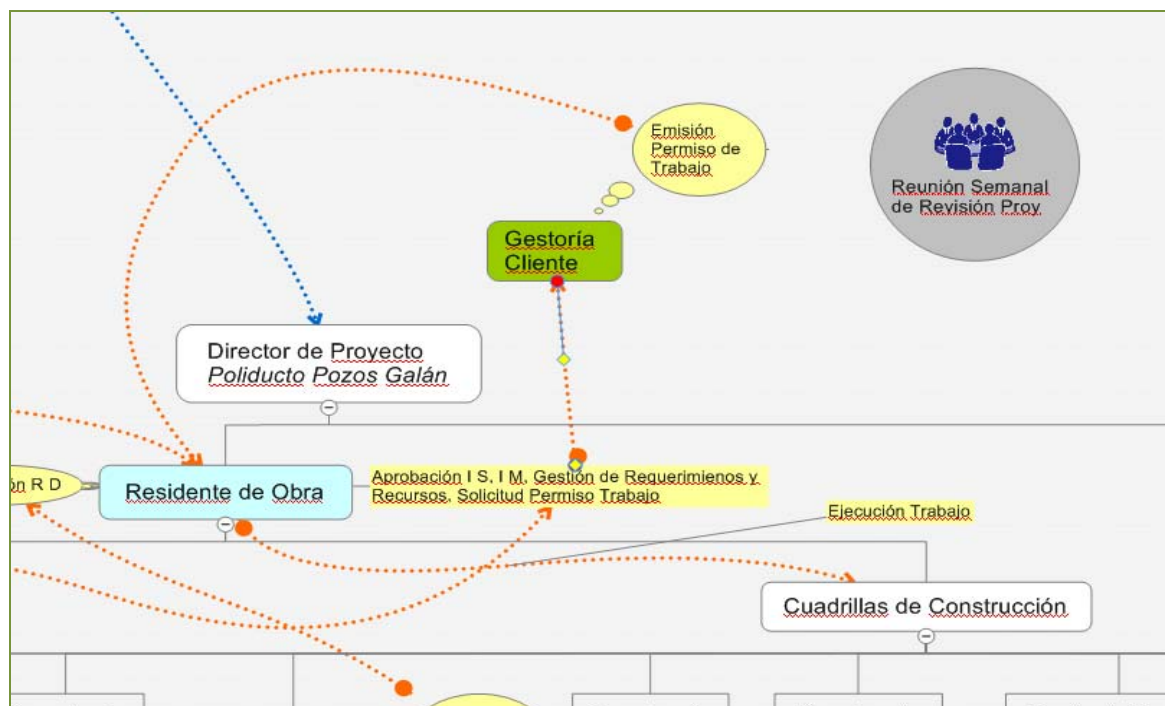 Emisión
Permiso de
Trabajo
Reunión Semanal
de Revisión Proy
Gestoría
Cliente
Director de Proyecto
Poliducto Pozos Galán
ón R D
Residente de Obra
Aprobación I S, I M, Gestión de Requerimienos y
Recursos, Solicitud Permiso Trabajo
Ejecución Trabajo
Cuadrillas de Construcción